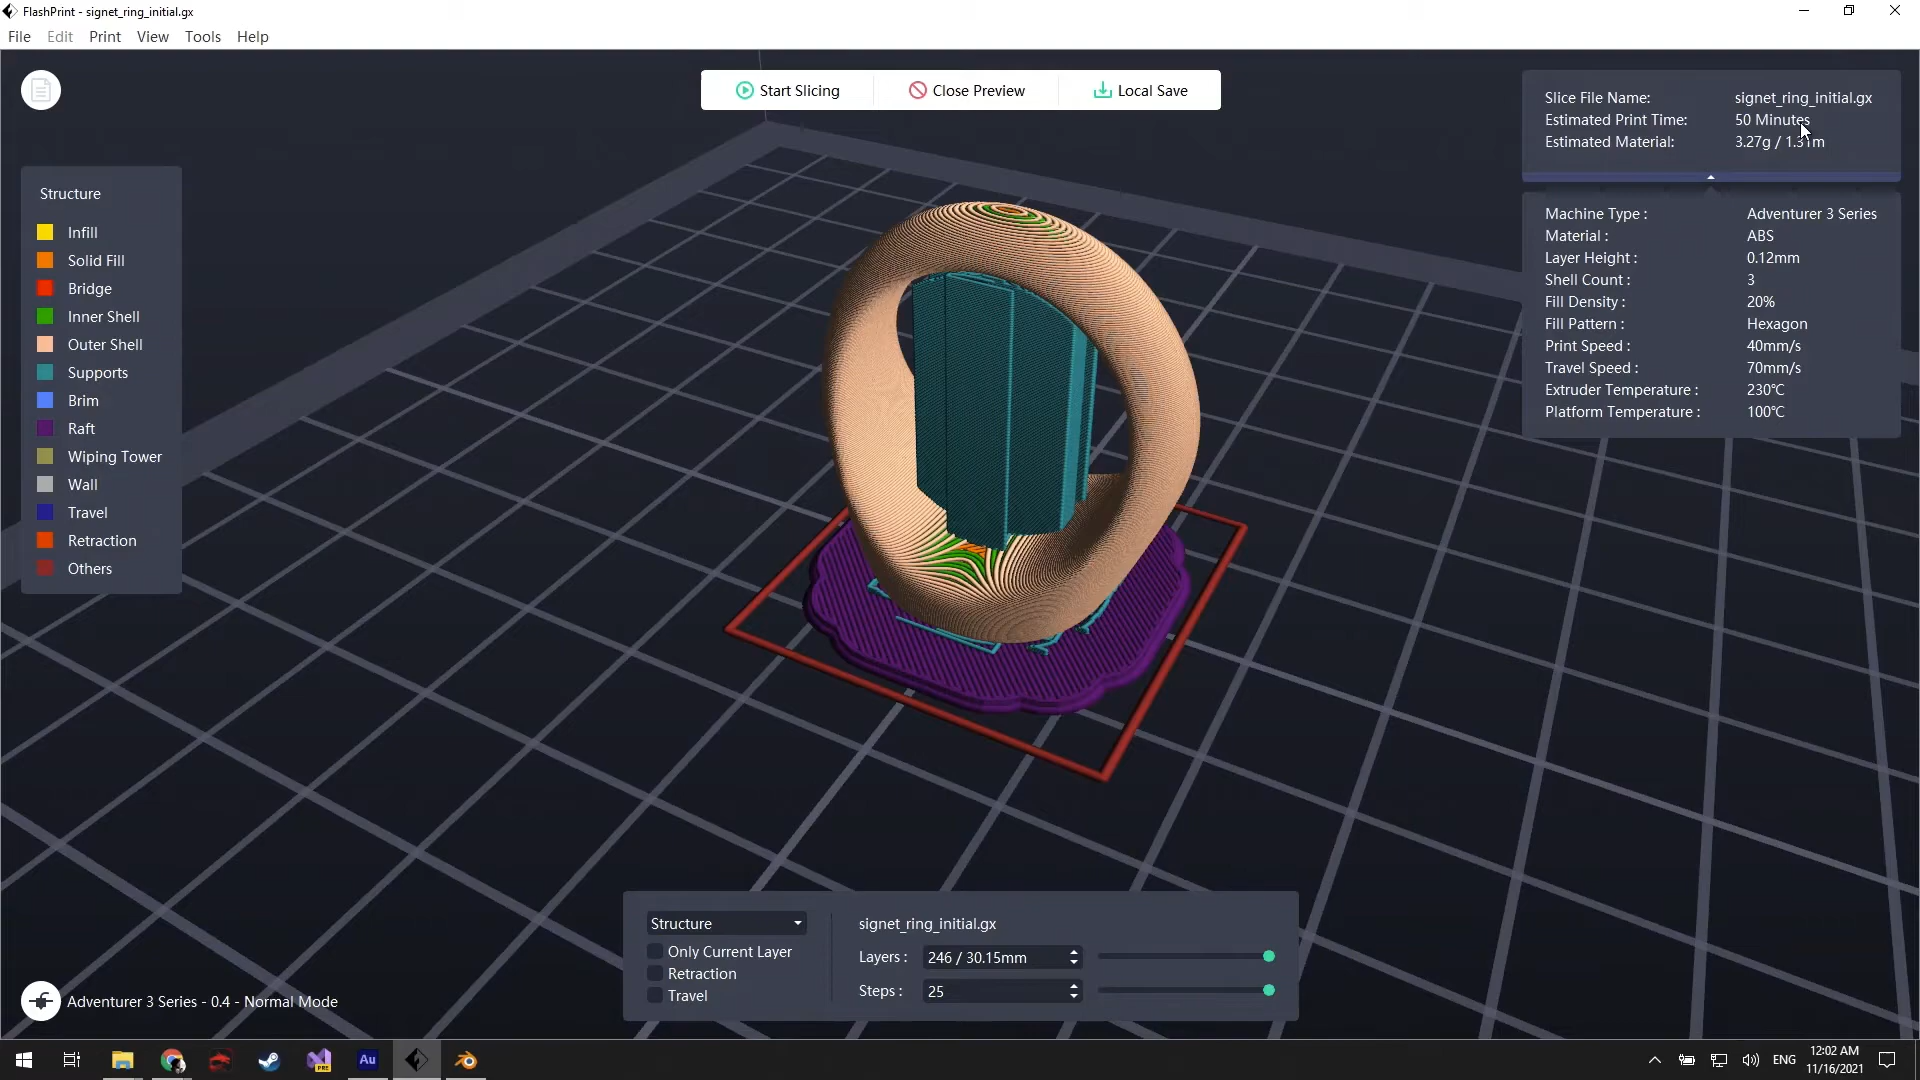 FlashPrint - signet_ring_initial.gx
File Edit Print View Tools Help
Start Slicing Close Preview Local Save
Slice File Name: signet_ring_initial.gx
Estimated Print Time: 50 Minutes
Estimated Material: 3.27g / 1.31m
Machine Type : Adventurer 3 Series
Material : ABS
Layer Height : 0.12mm
Shell Count : 3
Fill Density : 20%
Fill Pattern : Hexagon
Print Speed : 40mm/s
Travel Speed : 70mm/s
Extruder Temperature : 230℃
Platform Temperature : 100℃
Structure
Infill
Solid Fill
Bridge
Inner Shell
Outer Shell
Supports
Brim
Raft
Wiping Tower
Wall
Travel
Retraction
Others
Structure
Only Current Layer
Retraction
Travel
signet_ring_initial.gx
Layers : 246 / 30.15mm
Steps : 25
Adventurer 3 Series - 0.4 - Normal Mode
PRE
Au
ENG
12:02 AM
11/16/2021